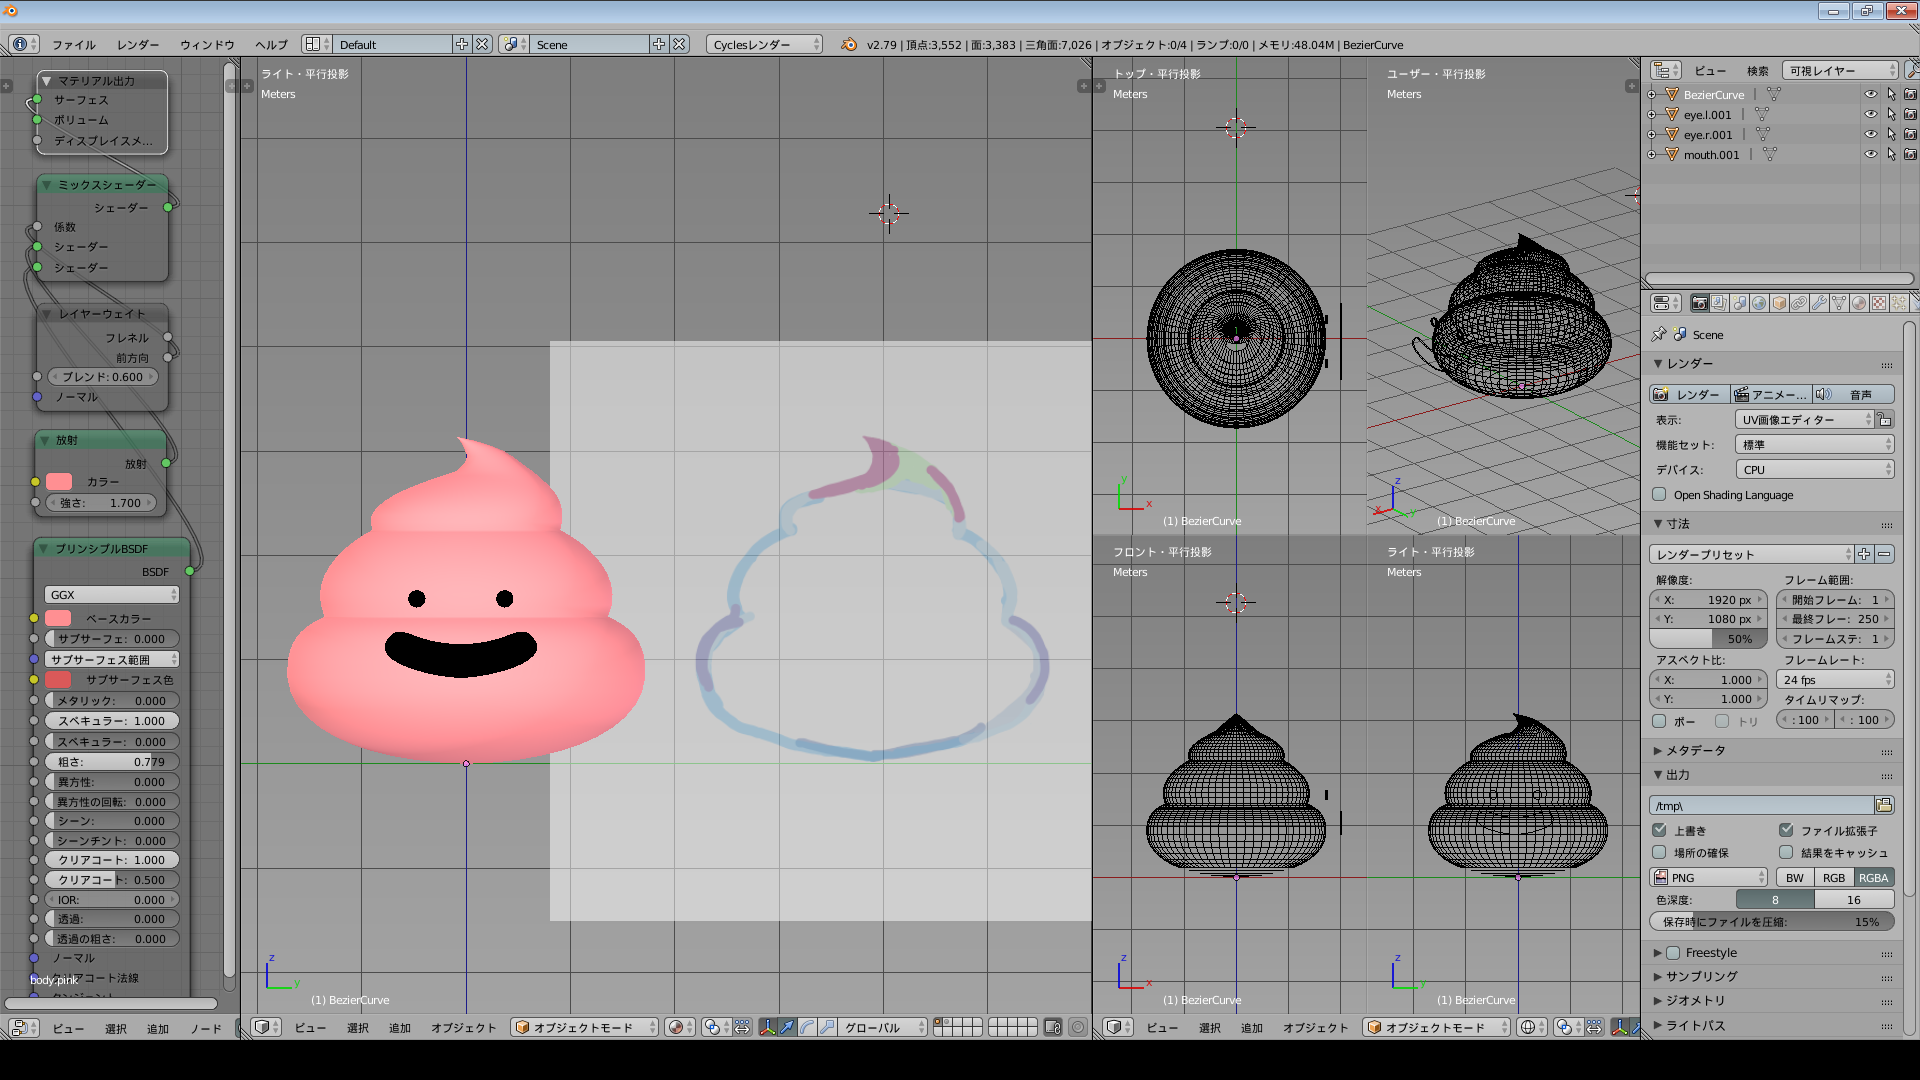 ファイル レンダー ウィンドウ ヘルプ Default Scene Cyclesレンダー v2.79 | 頂点:3,552 | 面:3,383 | 三角面:7,026 | オブジェクト:0/4 | ランプ:0/0 | メモリ:48.04M | BezierCurve
マテリアル出力
サーフェス
ボリューム
ディスプレイスメ...
ミックスシェーダー
シェーダー
係数
シェーダー
シェーダー
レイヤーウェイト
フレネル
前方向
ブレンド: 0.600
ノーマル
放射
放射
カラー
強さ: 1.700
プリンシプルBSDF
BSDF
GGX
ベースカラー
サブサーフェ: 0.000
サブサーフェス範囲
サブサーフェス色
メタリック: 0.000
スペキュラー: 1.000
スペキュラー: 0.000
粗さ: 0.779
異方性: 0.000
異方性の回転: 0.000
シーン: 0.000
シーンチント: 0.000
クリアコート: 1.000
クリアコート: 0.500
IOR: 0.000
透過: 0.000
透過の粗さ: 0.000
ノーマル
クリアコート法線
body.pink
ビュー 選択 追加 ノード
ライト・平行投影
Meters
z
y
(1) BezierCurve
ビュー 選択 追加 オブジェクト オブジェクトモード グローバル
トップ・平行投影
Meters
y
x
(1) BezierCurve
ユーザー・平行投影
Meters
z
x
y
(1) BezierCurve
フロント・平行投影
Meters
z
x
(1) BezierCurve
ライト・平行投影
Meters
z
y
(1) BezierCurve
ビュー 選択 追加 オブジェクト オブジェクトモード
ビュー 検索 可視レイヤー
BezierCurve
eye.l.001
eye.r.001
mouth.001
Scene
レンダー
レンダー アニメー... 音声
表示: UV画像エディター
機能セット: 標準
デバイス: CPU
Open Shading Language
寸法
レンダープリセット
解像度: フレーム範囲:
X: 1920 px 開始フレーム: 1
Y: 1080 px 最終フレー: 250
50% フレームステ: 1
アスペクト比: フレームレート:
X: 1.000 24 fps
Y: 1.000 タイムリマップ:
ボー トリ : 100 : 100
メタデータ
出力
/tmp\
上書き ファイル拡張子
場所の確保 結果をキャッシュ
PNG BW RGB RGBA
色深度: 8 16
保存時にファイルを圧縮: 15%
Freestyle
サンプリング
ジオメトリ
ライトパス